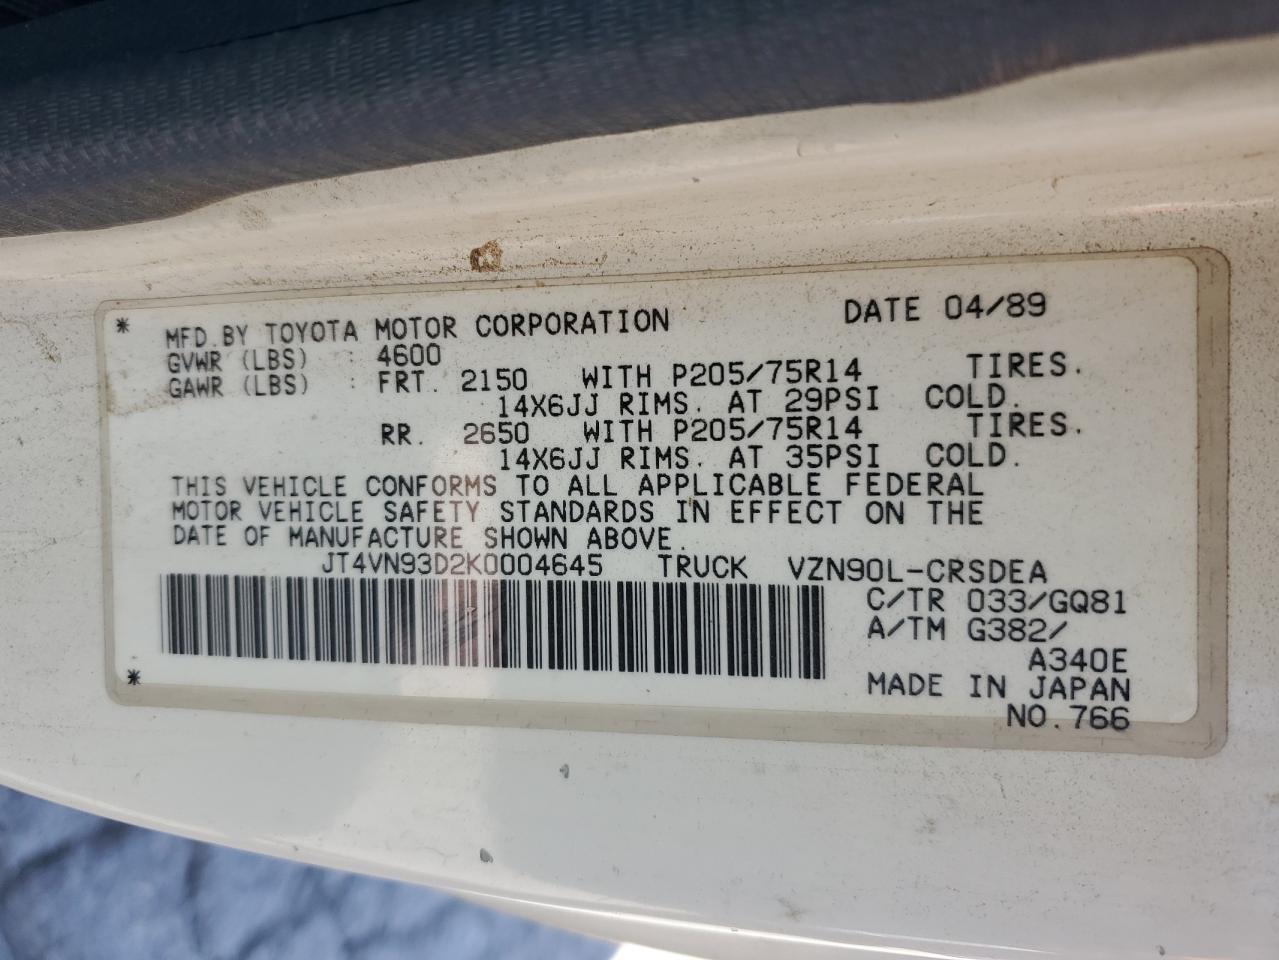 * MFD. BY TOYOTA MOTOR CORPORATION DATE 04/89
GVWR (LBS) : 4600
GAWR (LBS) : FRT. 2150 WITH P205/75R14 TIRES.
14X6JJ RIMS. AT 29PSI COLD.
RR. 2650 WITH P205/75R14 TIRES.
14X6JJ RIMS. AT 35PSI COLD.
THIS VEHICLE CONFORMS TO ALL APPLICABLE FEDERAL
MOTOR VEHICLE SAFETY STANDARDS IN EFFECT ON THE
DATE OF MANUFACTURE SHOWN ABOVE.
JT4VN93D2K0004645 TRUCK VZN90L-CRSDEA
C/TR 033/GQ81
A/TM G382/
A340E
* MADE IN JAPAN
NO. 766